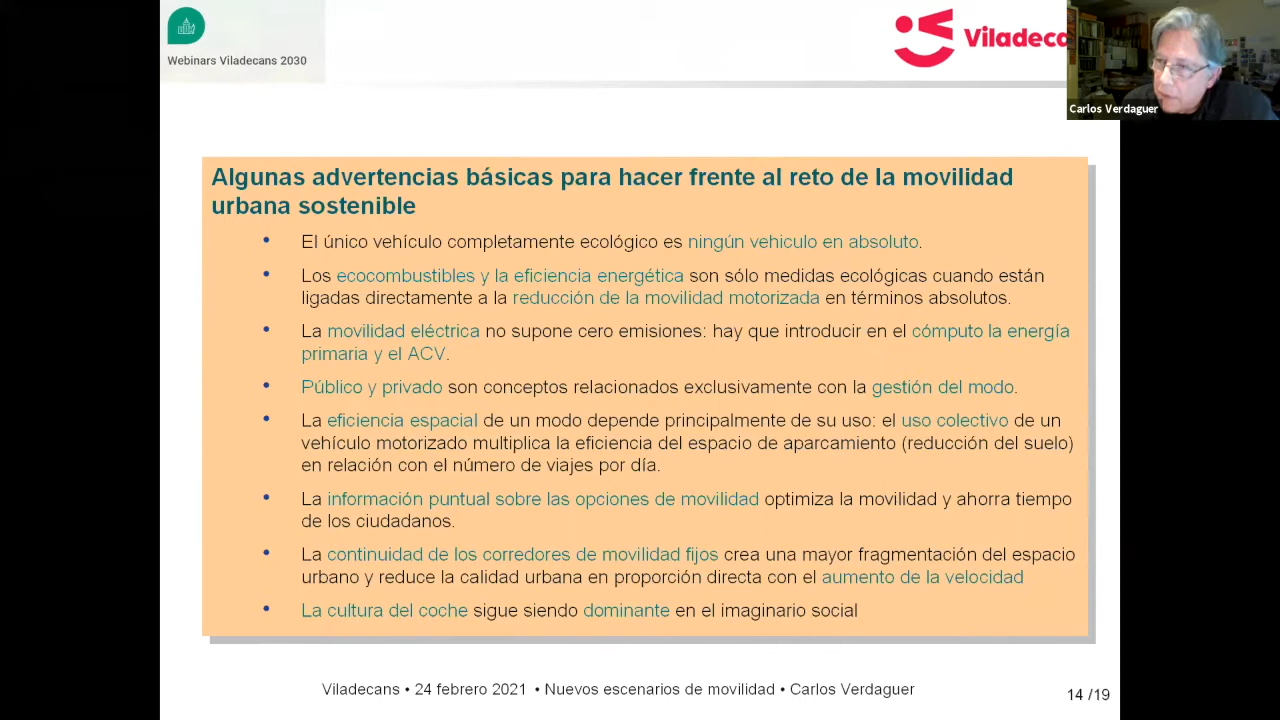 Webinars Viladecans 2030
Viladeca
Carlos Verdaguer
Algunas advertencias básicas para hacer frente al reto de la movilidad
urbana sostenible
• El único vehículo completamente ecológico es ningún vehiculo en absoluto.
• Los ecocombustibles y la eficiencia energética son sólo medidas ecológicas cuando están
ligadas directamente a la reducción de la movilidad motorizada en términos absolutos.
• La movilidad eléctrica no supone cero emisiones: hay que introducir en el cómputo la energía
primaria y el ACV.
• Público y privado son conceptos relacionados exclusivamente con la gestión del modo.
• La eficiencia espacial de un modo depende principalmente de su uso: el uso colectivo de un
vehículo motorizado multiplica la eficiencia del espacio de aparcamiento (reducción del suelo)
en relación con el número de viajes por día.
• La información puntual sobre las opciones de movilidad optimiza la movilidad y ahorra tiempo
de los ciudadanos.
• La continuidad de los corredores de movilidad fijos crea una mayor fragmentación del espacio
urbano y reduce la calidad urbana en proporción directa con el aumento de la velocidad
• La cultura del coche sigue siendo dominante en el imaginario social
Viladecans • 24 febrero 2021 • Nuevos escenarios de movilidad • Carlos Verdaguer
14 /19